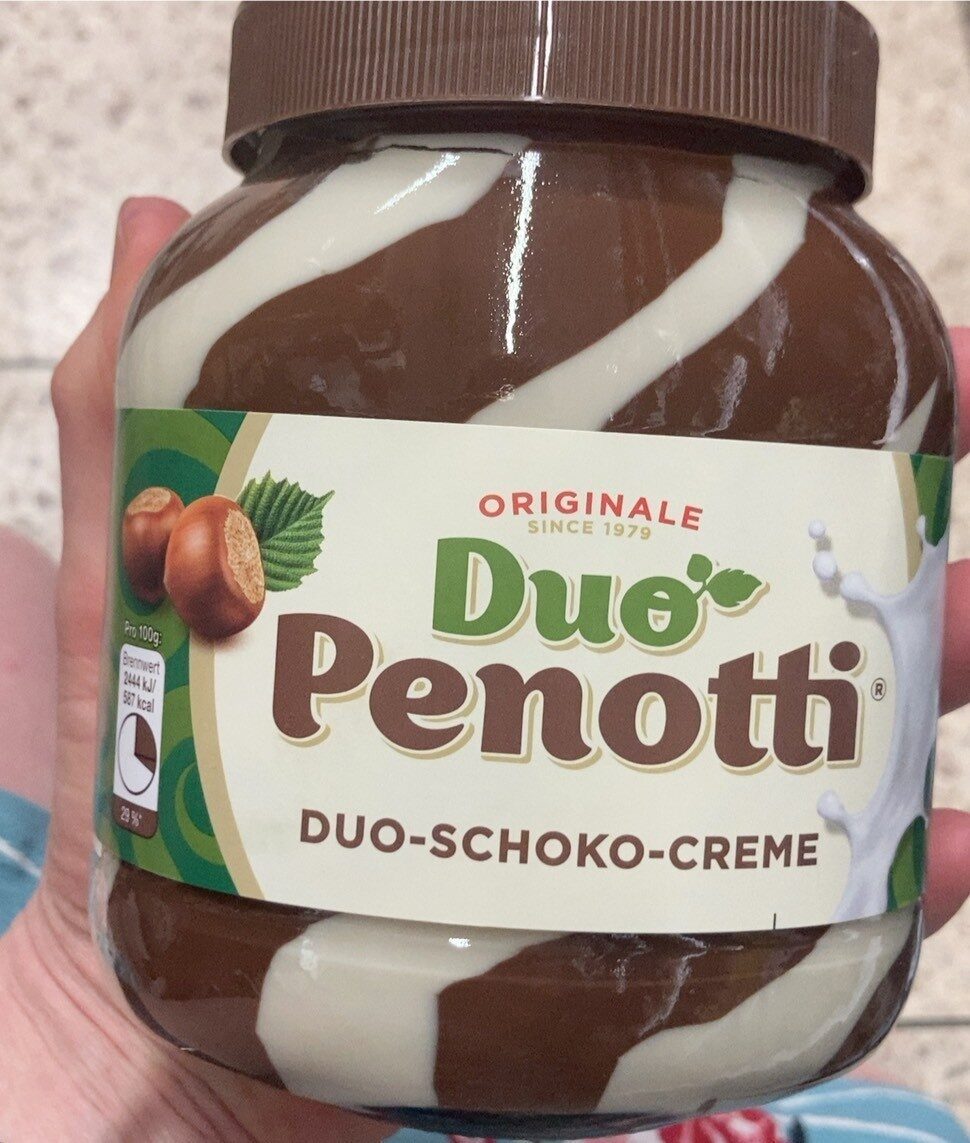 ORIGINALE
SINCE 1979
Duo
Penotti®
DUO-SCHOKO-CREME
Pro 100g:
Brennwert
2444 kJ/
587 kcal
29 %*